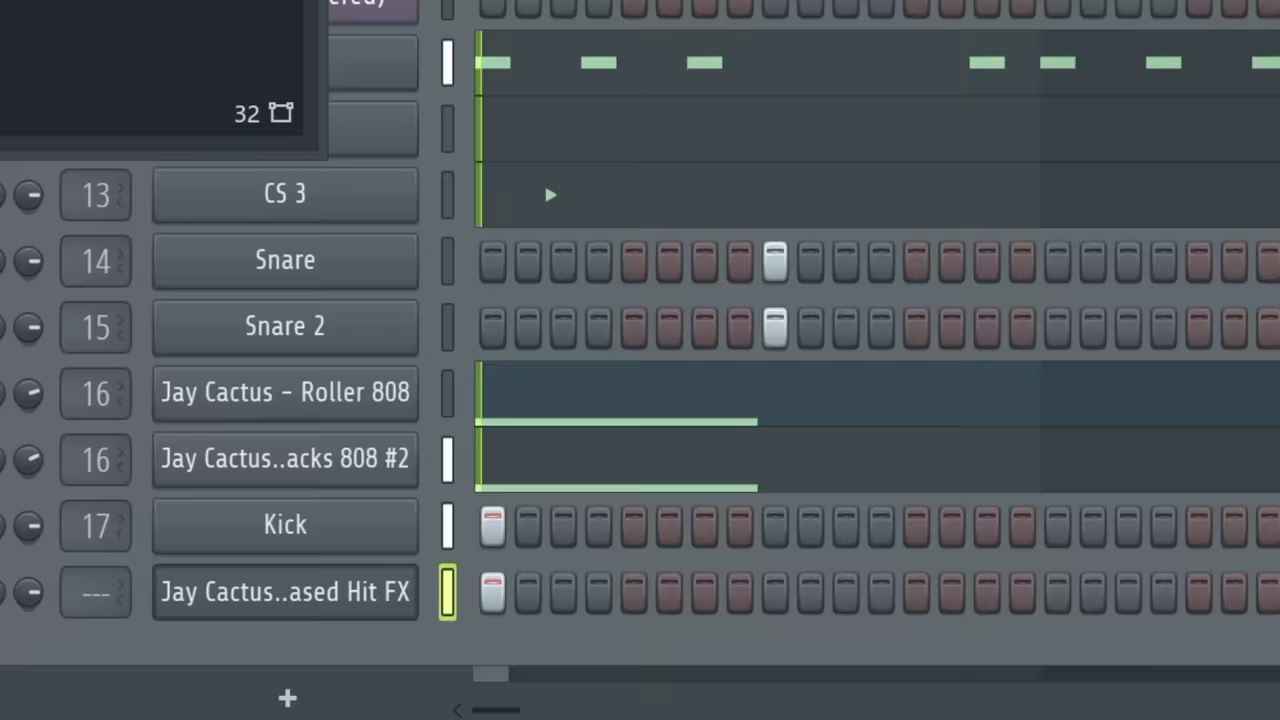 32
13 CS 3
14 Snare
15 Snare 2
16 Jay Cactus - Roller 808
16 Jay Cactus..acks 808 #2
17 Kick
--- Jay Cactus..ased Hit FX
+